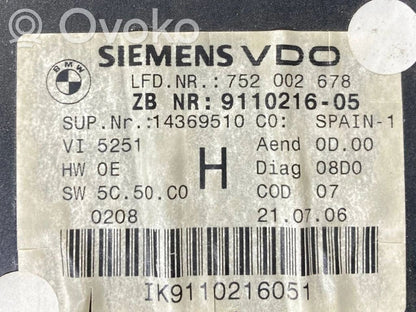 Ovoko
BMW SIEMENS VDO
LFD.NR.:752 002 678
ZB NR: 9110216-05
SUP.Nr.:14369510 C0: SPAIN-1
VI 5251 Aend 0D.00
HW 0E H Diag 08D0
SW 5C.50.C0 COD 07
0208 21.07.06
IK9110216051